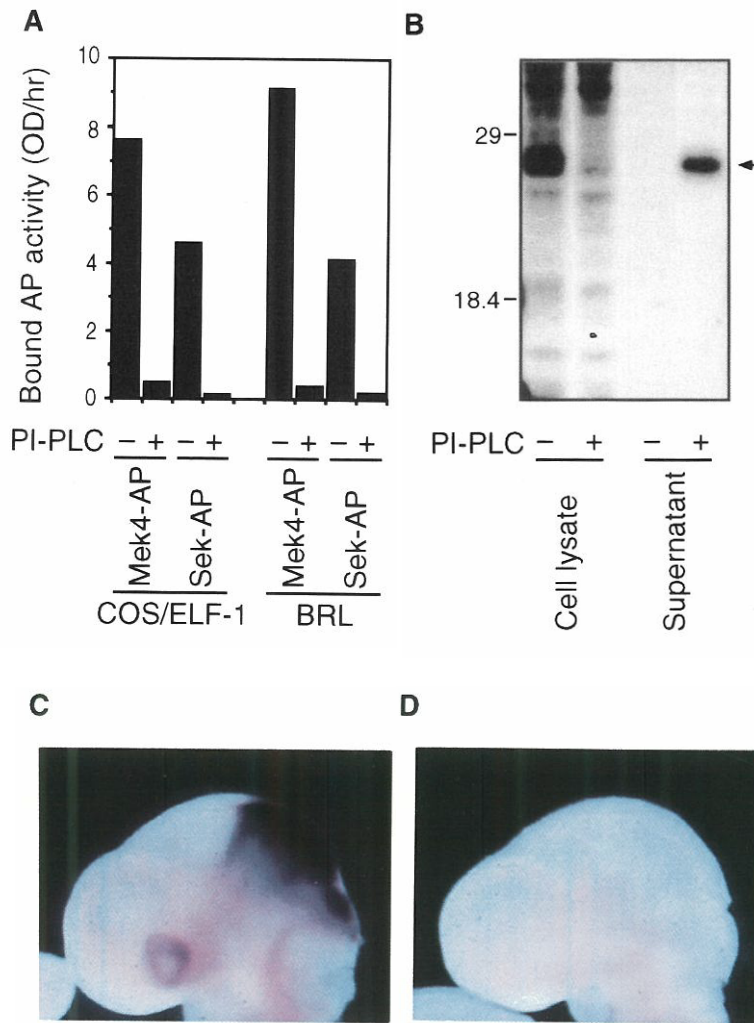 A
B
Bound AP activity (OD/hr)
10
8
6
4
2
0
PI-PLC – + – + – + – +
Mek4-AP
Sek-AP
Mek4-AP
Sek-AP
COS/ELF-1
BRL
29
18.4
PI-PLC – + – +
Cell lysate
Supernatant
C
D